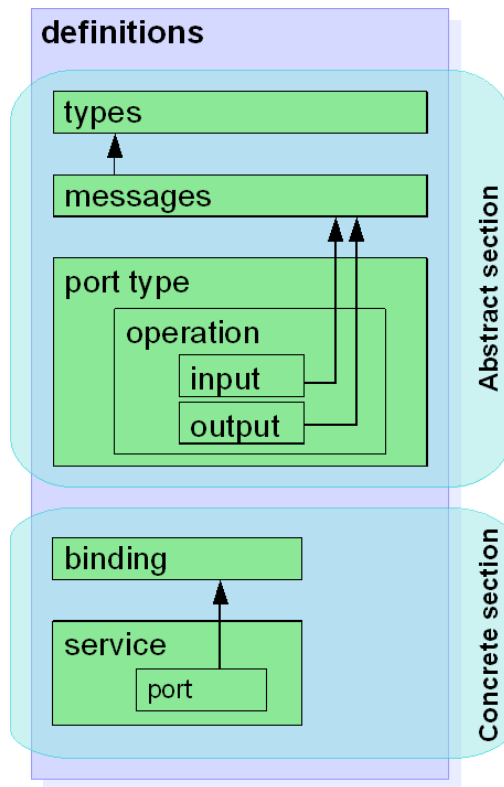 definitions
types
messages
port type
operation
input
output
Abstract section
binding
service
port
Concrete section